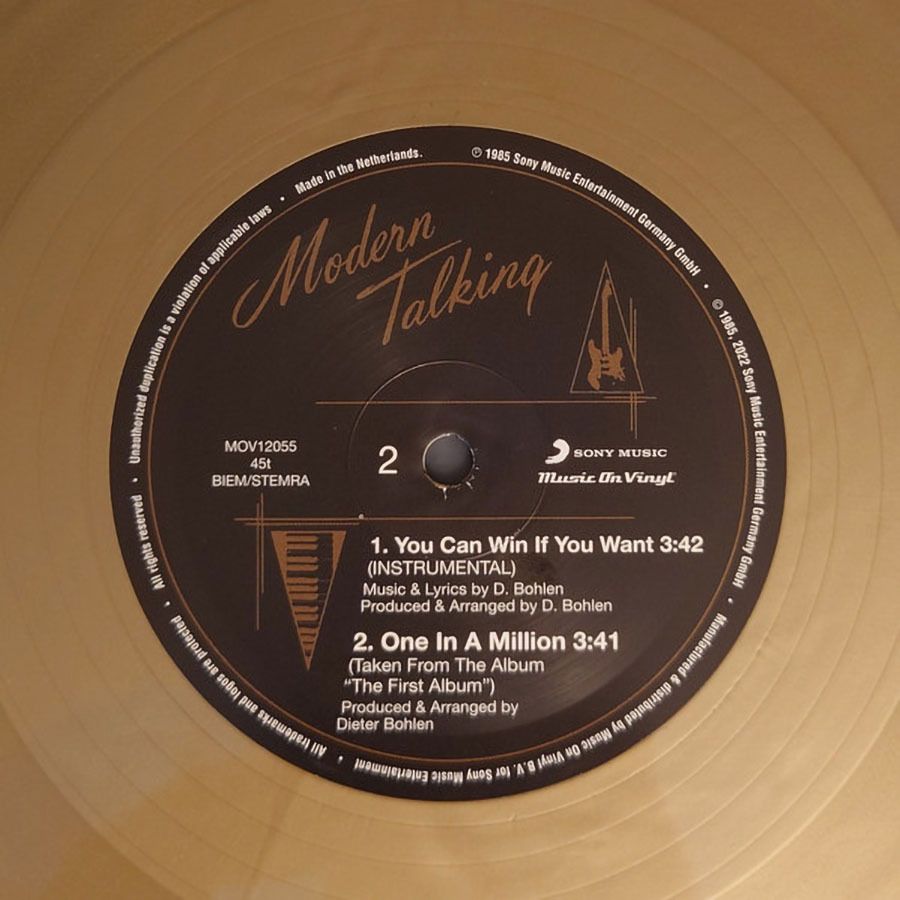 Modern
Talking
MOV12055
45t
BIEM/STEMRA
2
SONY MUSIC
Music On Vinyl
1. You Can Win If You Want 3:42
(INSTRUMENTAL)
Music & Lyrics by D. Bohlen
Produced & Arranged by D. Bohlen
2. One In A Million 3:41
(Taken From The Album
“The First Album”)
Produced & Arranged by
Dieter Bohlen
℗ 1985 Sony Music Entertainment Germany GmbH • © 1985, 2022 Sony Music Entertainment Germany GmbH • Manufactured & distributed by Music On Vinyl B.V. for Sony Music Entertainment • All trademarks and logos are protected • All rights reserved • Unauthorized duplication is a violation of applicable laws • Made in the Netherlands.